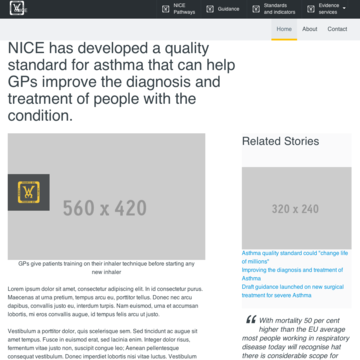 NICE Pathways
Guidance
Standards and indicators
Evidence services
Home
About
Contact
NICE has developed a quality
standard for asthma that can help
GPs improve the diagnosis and
treatment of people with the
condition.
560 x 420
GPs give patients training on their inhaler technique before starting any
new inhaler
Lorem ipsum dolor sit amet, consectetur adipiscing elit. In id consectetur purus.
Maecenas at urna pretium, tempus arcu eu, porttitor tellus. Donec nec arcu
dapibus, convallis justo eu, interdum turpis. Nam euismod, urna et accumsan
lobortis, mi eros convallis augue, id tempus felis arcu ut justo.
Vestibulum a porttitor dolor, quis scelerisque sem. Sed tincidunt ac augue sit
amet tempus. Fusce in euismod erat, sed lacinia enim. Integer dolor risus,
fermentum vitae justo non, suscipit congue leo; Aenean pellentesque
consequat vestibulum. Donec imperdiet lobortis nisi vitae luctus. Vestibulum
Related Stories
320 x 240
Asthma quality standard could "change life
of millions"
Improving the diagnosis and treatment of
Asthma
Draft guidance launched on new surgical
treatment for severe Asthma
“ With mortality 50 per cent
higher than the EU average
most people working in respiratory
disease today will recognise hat
there is considerable scope for